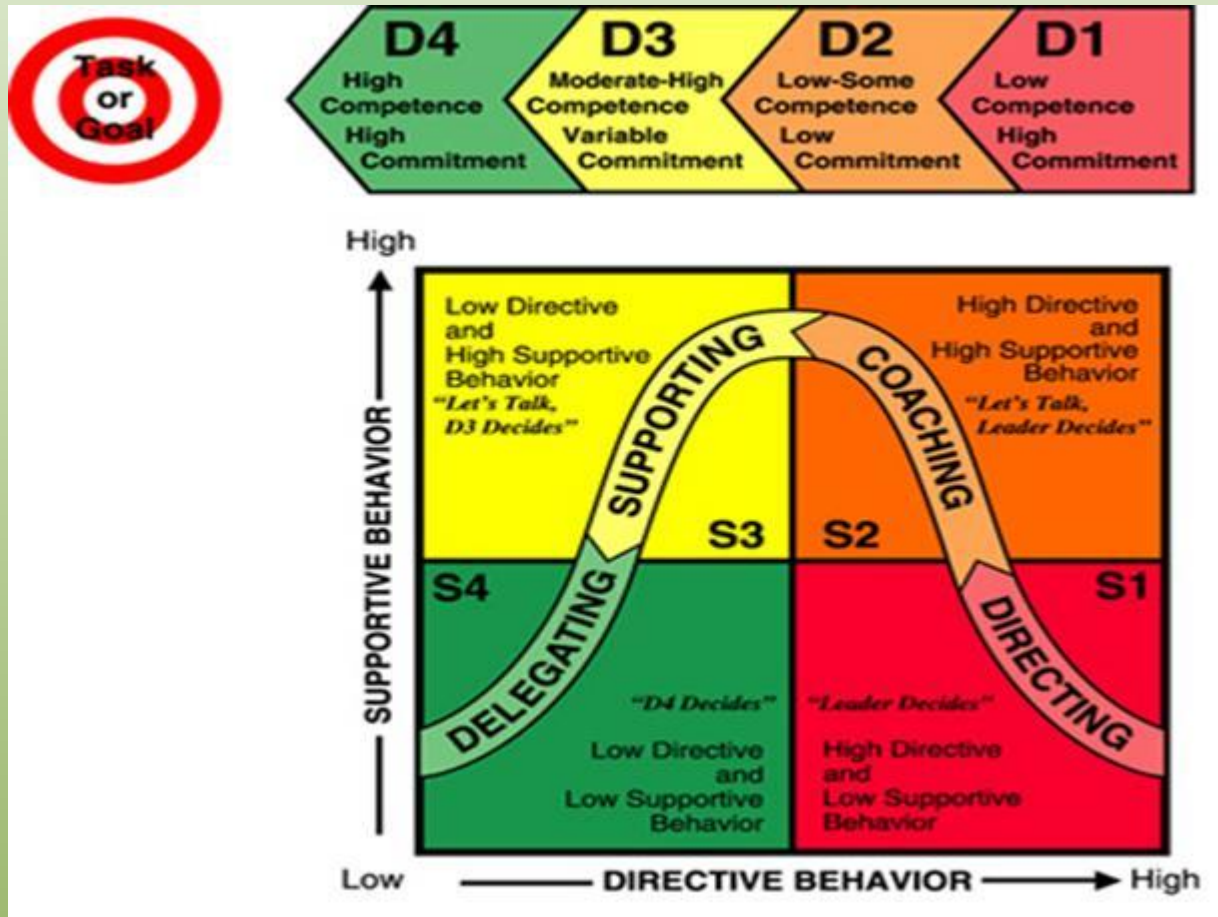 Task
or
Goal
D4
High
Competence
High
Commitment
D3
Moderate-High
Competence
Variable
Commitment
D2
Low-Some
Competence
Low
Commitment
D1
Low
Competence
High
Commitment
High
SUPPORTIVE BEHAVIOR
Low Directive
and
High Supportive
Behavior
“Let's Talk,
D3 Decides”
SUPPORTING
S3
High Directive
and
High Supportive
Behavior
“Let's Talk,
Leader Decides”
COACHING
S2
S4
DELEGATING
“D4 Decides”
Low Directive
and
Low Supportive
Behavior
S1
DIRECTING
“Leader Decides”
High Directive
and
Low Supportive
Behavior
Low
DIRECTIVE BEHAVIOR
High